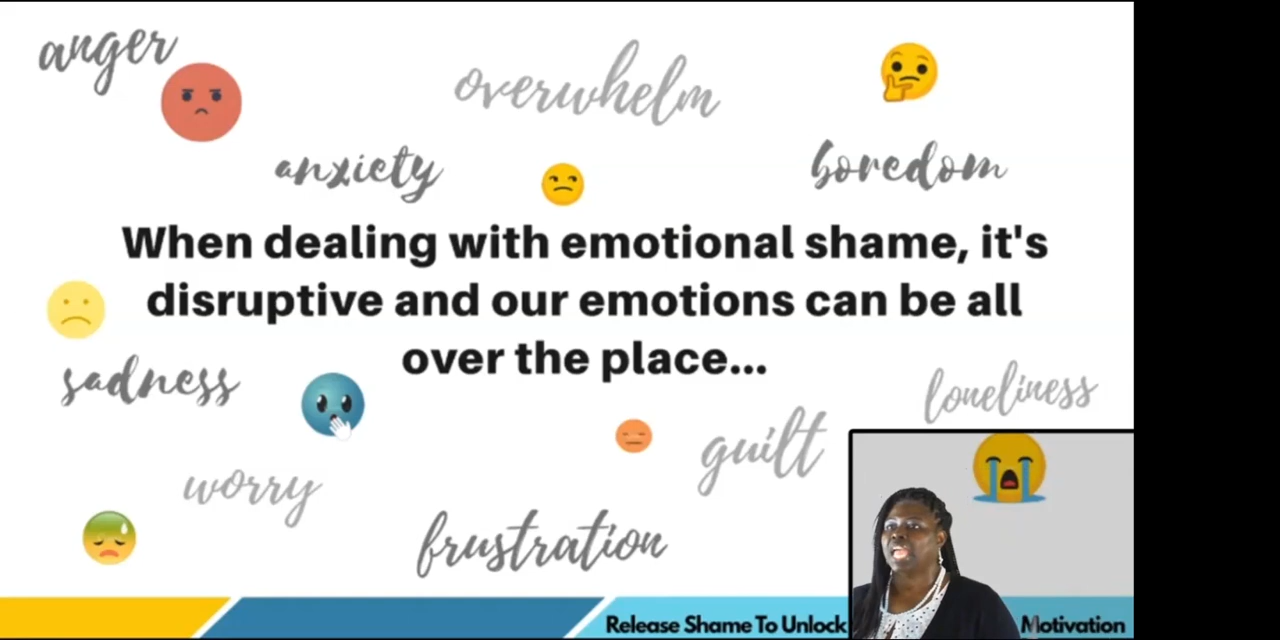 anger
overwhelm
anxiety
boredom
When dealing with emotional shame, it's
disruptive and our emotions can be all
over the place...
sadness
loneliness
guilt
worry
frustration
Release Shame To Unlock Motivation